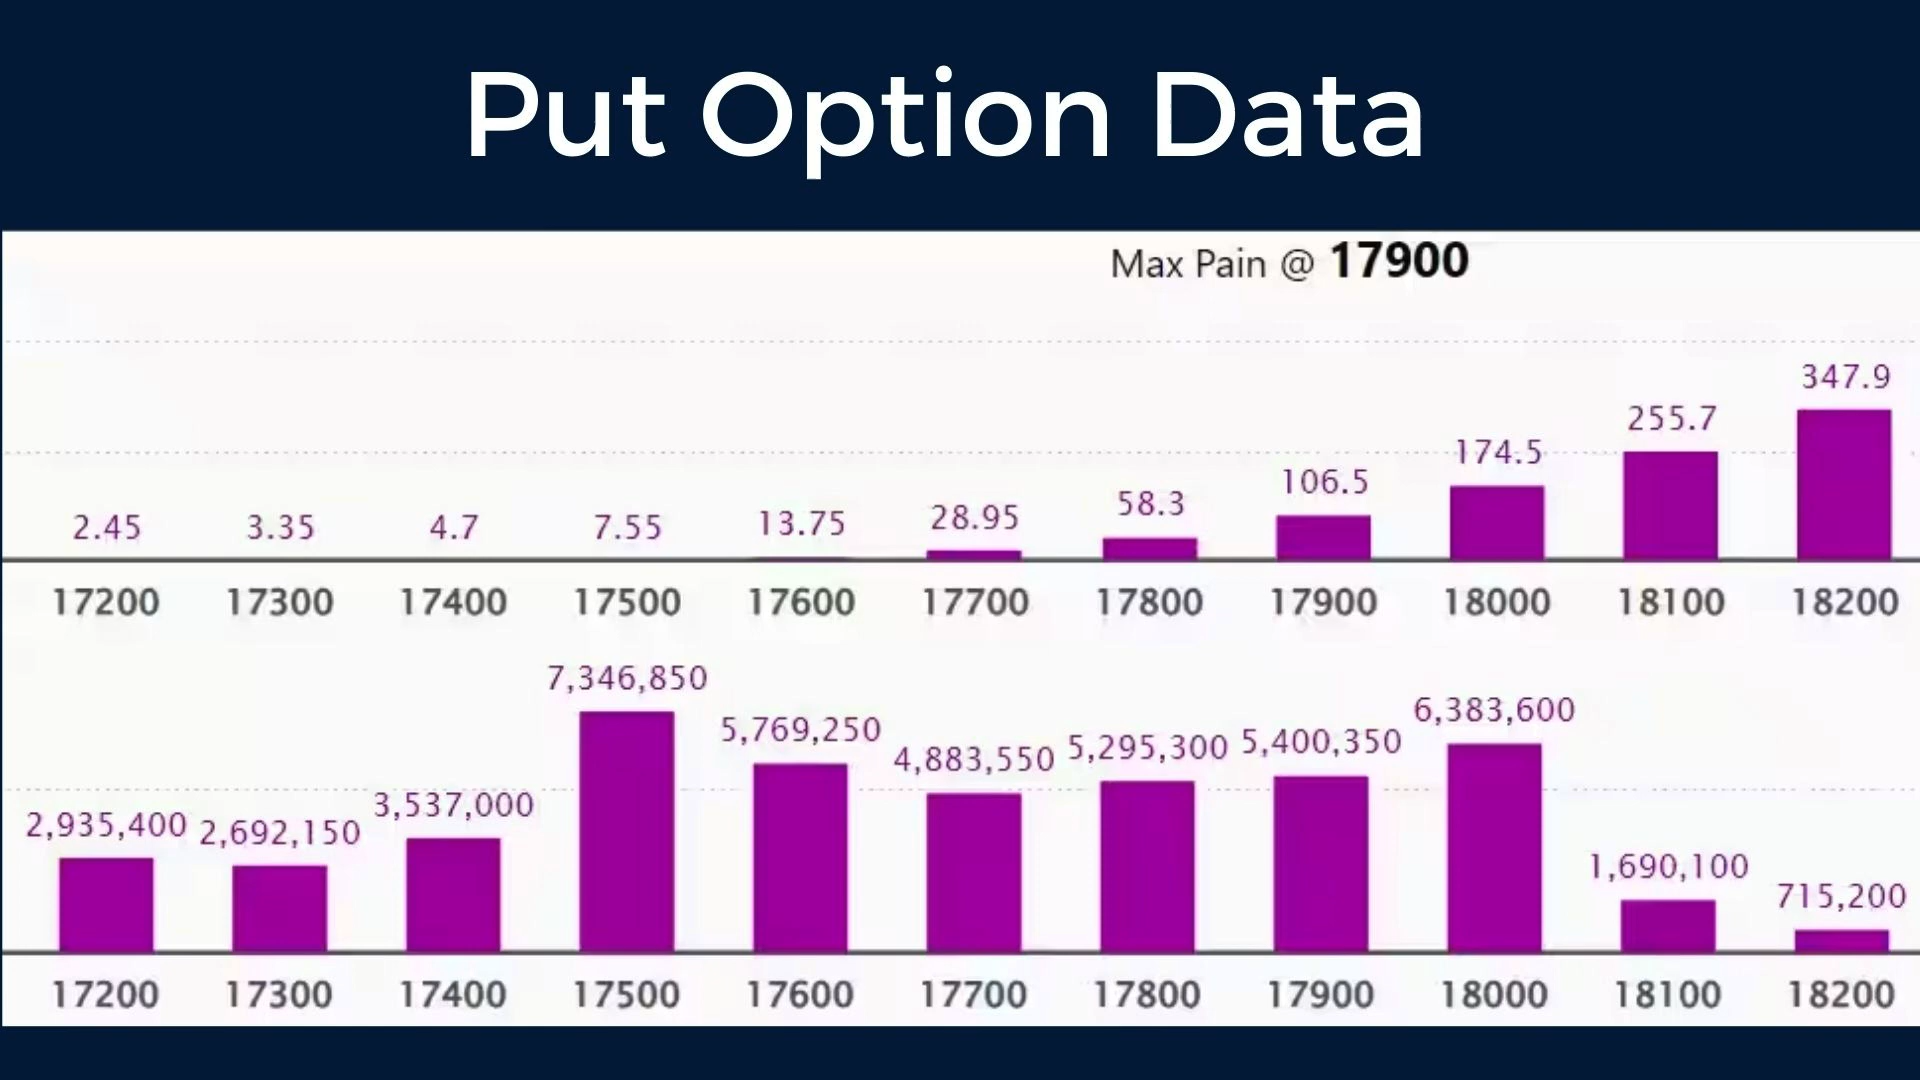 Put Option Data
Max Pain @ 17900
2.45 3.35 4.7 7.55 13.75 28.95 58.3 106.5 174.5 255.7 347.9
17200 17300 17400 17500 17600 17700 17800 17900 18000 18100 18200
2,935,400 2,692,150 3,537,000 7,346,850 5,769,250 4,883,550 5,295,300 5,400,350 6,383,600 1,690,100 715,200
17200 17300 17400 17500 17600 17700 17800 17900 18000 18100 18200